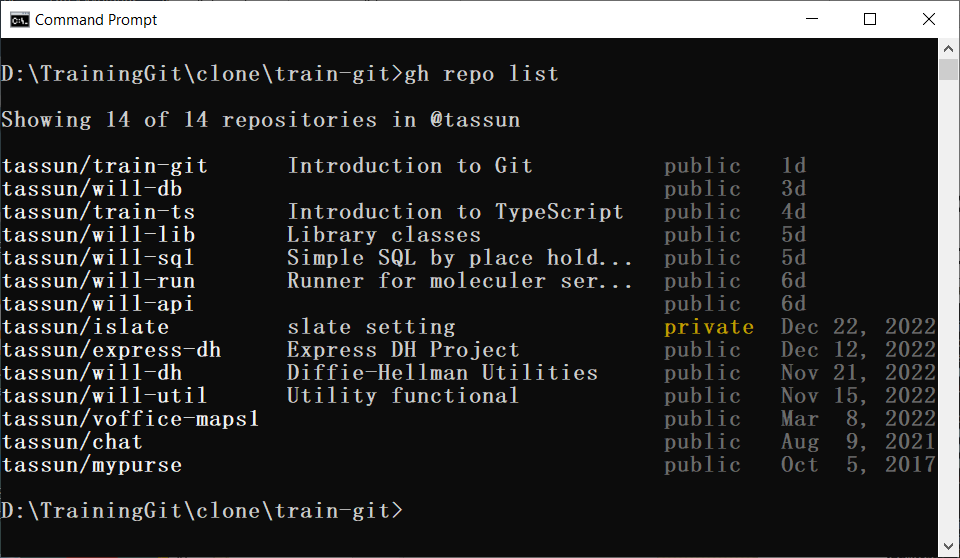 Command Prompt
D:\TrainingGit\clone\train-git>gh repo list
Showing 14 of 14 repositories in @tassun
tassun/train-git Introduction to Git public 1d
tassun/will-db public 3d
tassun/train-ts Introduction to TypeScript public 4d
tassun/will-lib Library classes public 5d
tassun/will-sql Simple SQL by place hold... public 5d
tassun/will-run Runner for moleculer ser... public 6d
tassun/will-api public 6d
tassun/islate slate setting private Dec 22, 2022
tassun/express-dh Express DH Project public Dec 12, 2022
tassun/will-dh Diffie-Hellman Utilities public Nov 21, 2022
tassun/will-util Utility functional public Nov 15, 2022
tassun/voffice-maps1 public Mar 8, 2022
tassun/chat public Aug 9, 2021
tassun/mypurse public Oct 5, 2017
D:\TrainingGit\clone\train-git>